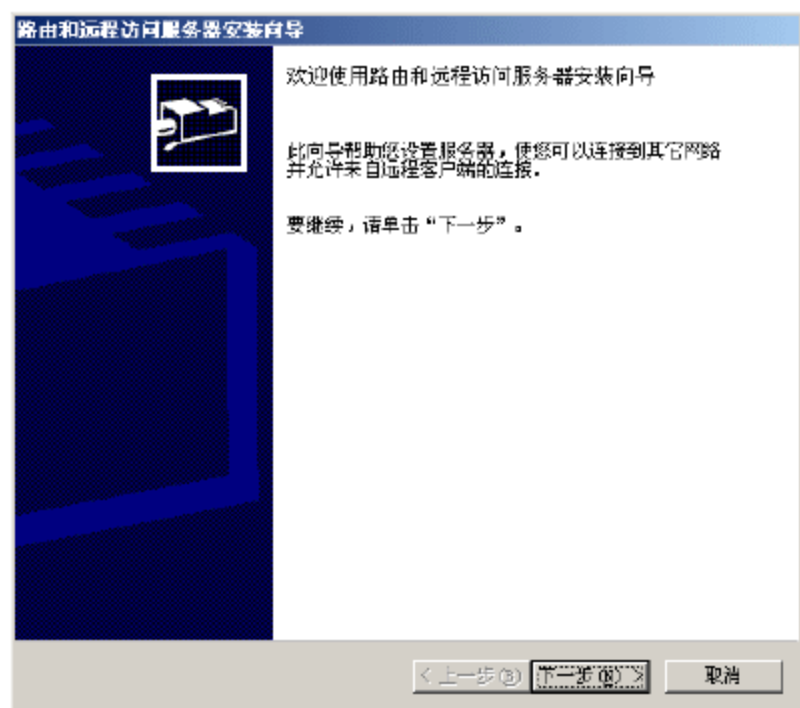 路由和远程访问服务器安装向导
欢迎使用路由和远程访问服务器安装向导
此向导帮助您设置服务器，使您可以连接到其它网络
并允许来自远程客户端的连接。
要继续，请单击“下一步”。
< 上一步(B)
下一步(N) >
取消